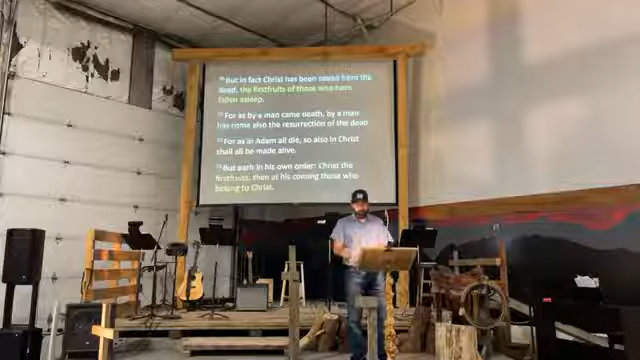 20 But in fact Christ has been raised from the
dead, the firstfruits of those who have
fallen asleep.
21 For as by a man came death, by a man
has come also the resurrection of the dead
22 For as in Adam all die, so also in Christ
shall all be made alive.
23 But each in his own order: Christ the
firstfruits, then at his coming those who
belong to Christ.